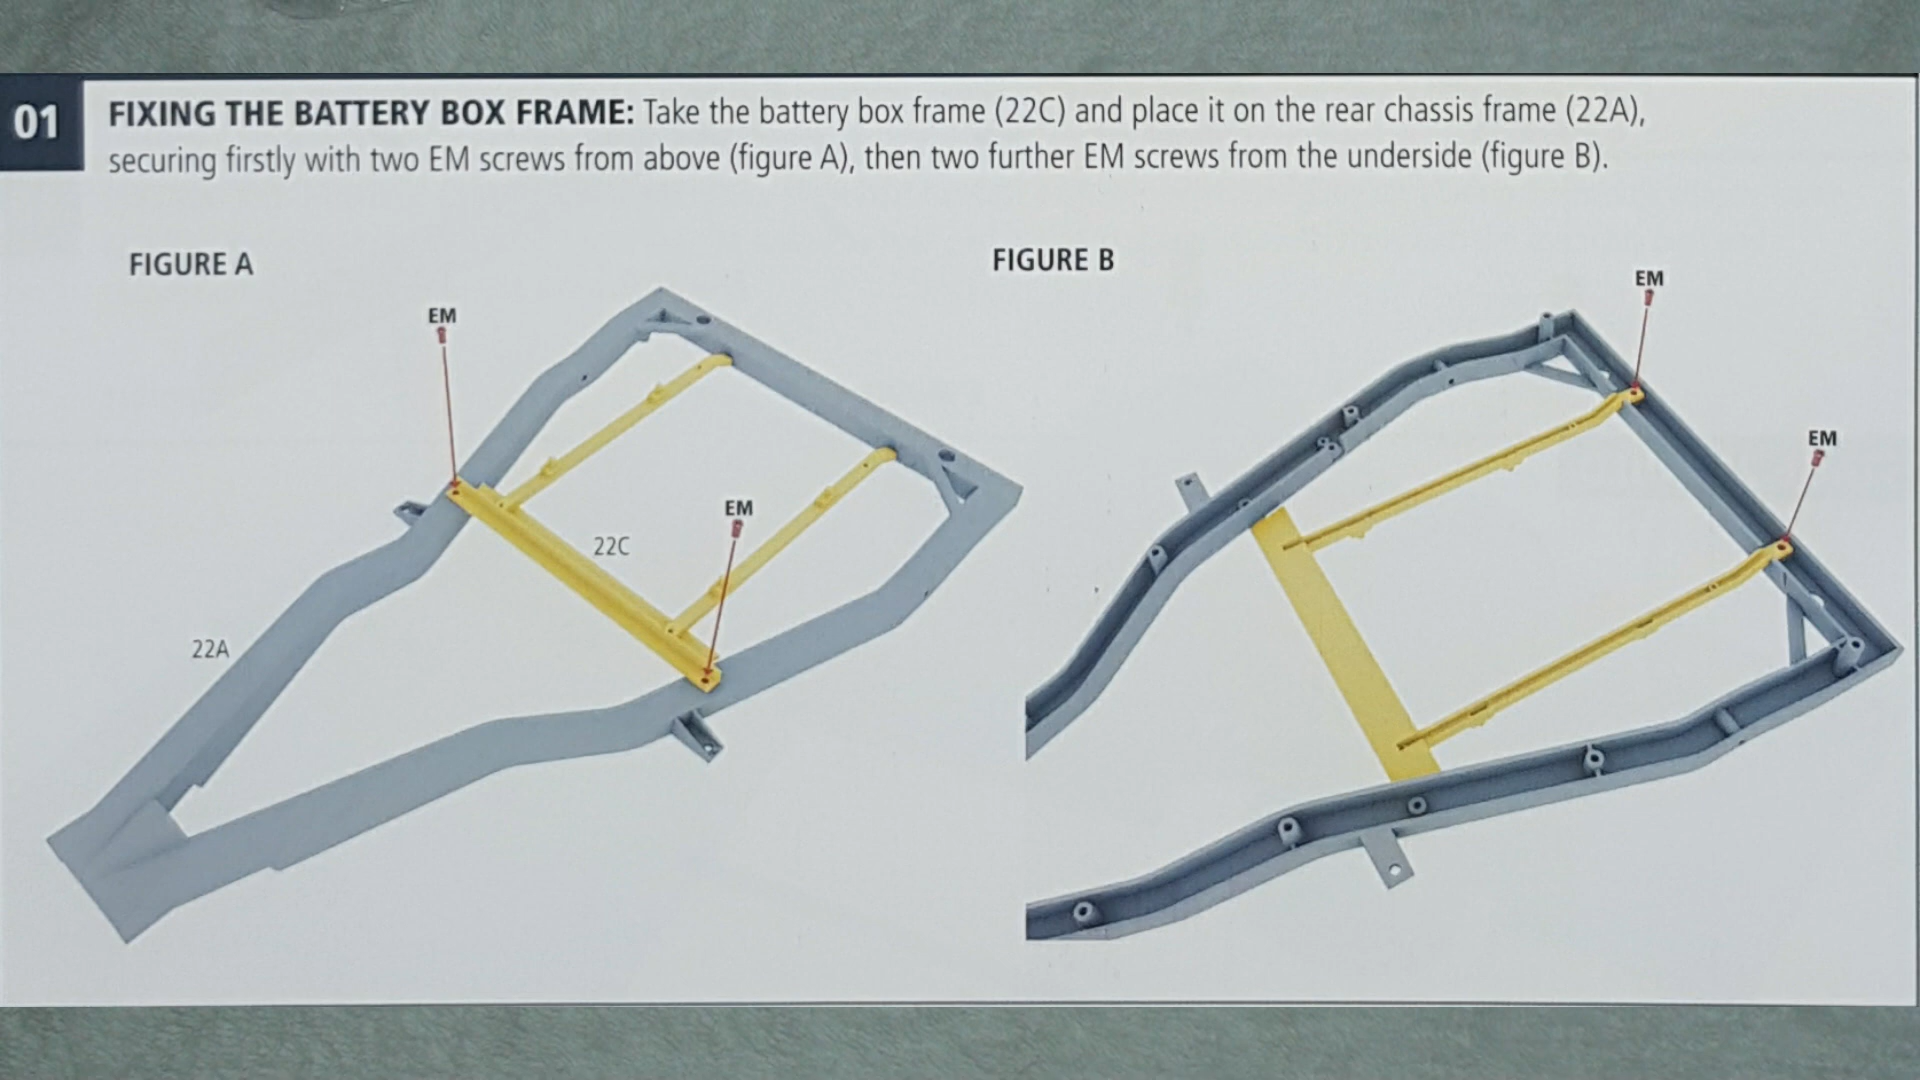 01
FIXING THE BATTERY BOX FRAME: Take the battery box frame (22C) and place it on the rear chassis frame (22A),
securing firstly with two EM screws from above (figure A), then two further EM screws from the underside (figure B).
FIGURE A
EM
EM
22C
22A
FIGURE B
EM
EM